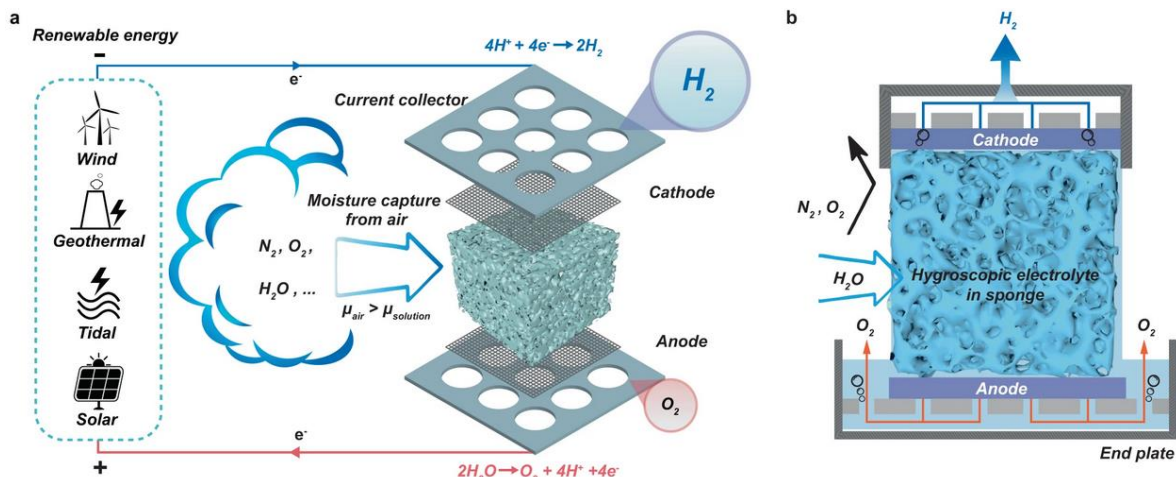 a
Renewable energy
-
e⁻
4H⁺ + 4e⁻→2H₂
H₂
Current collector
Wind
Geothermal
Tidal
Solar
+
Moisture capture
from air
N₂, O₂,
H₂O, ...
μair > μsolution
Cathode
Anode
O₂
e⁻
2H₂O→O₂ + 4H⁺ +4e⁻
b
H₂
Cathode
N₂, O₂
H₂O
Hygroscopic electrolyte
in sponge
O₂
O₂
Anode
End plate